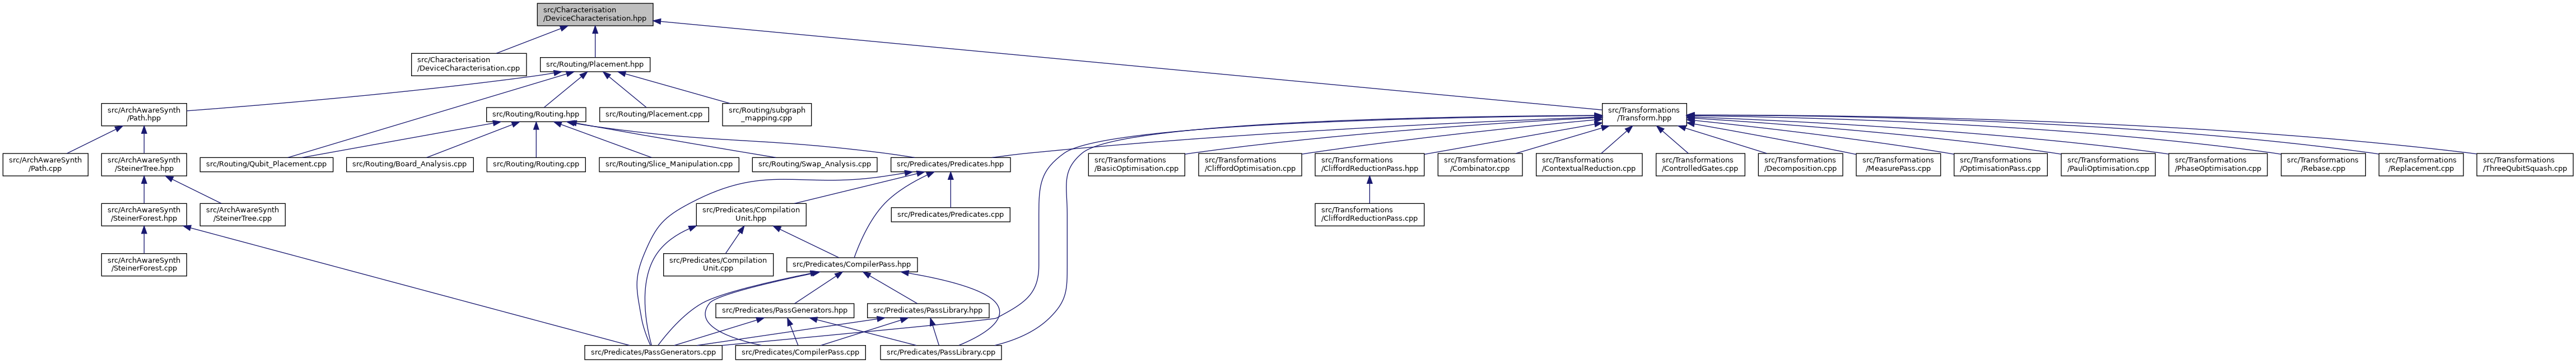 src/Characterisation
/DeviceCharacterisation.hpp
src/Characterisation
/DeviceCharacterisation.cpp
src/Routing/Placement.hpp
src/ArchAwareSynth
/Path.hpp
src/Routing/Routing.hpp
src/Routing/Placement.cpp
src/Routing/subgraph
_mapping.cpp
src/Transformations
/Transform.hpp
src/ArchAwareSynth
/Path.cpp
src/ArchAwareSynth
/SteinerTree.hpp
src/Routing/Qubit_Placement.cpp
src/Routing/Board_Analysis.cpp
src/Routing/Routing.cpp
src/Routing/Slice_Manipulation.cpp
src/Routing/Swap_Analysis.cpp
src/Predicates/Predicates.hpp
src/Transformations
/BasicOptimisation.cpp
src/Transformations
/CliffordOptimisation.cpp
src/Transformations
/CliffordReductionPass.hpp
src/Transformations
/Combinator.cpp
src/Transformations
/ContextualReduction.cpp
src/Transformations
/ControlledGates.cpp
src/Transformations
/Decomposition.cpp
src/Transformations
/MeasurePass.cpp
src/Transformations
/OptimisationPass.cpp
src/Transformations
/PauliOptimisation.cpp
src/Transformations
/PhaseOptimisation.cpp
src/Transformations
/Rebase.cpp
src/Transformations
/Replacement.cpp
src/Transformations
/ThreeQubitSquash.cpp
src/ArchAwareSynth
/SteinerForest.hpp
src/ArchAwareSynth
/SteinerTree.cpp
src/Predicates/Compilation
Unit.hpp
src/Predicates/Predicates.cpp
src/Transformations
/CliffordReductionPass.cpp
src/ArchAwareSynth
/SteinerForest.cpp
src/Predicates/Compilation
Unit.cpp
src/Predicates/CompilerPass.hpp
src/Predicates/PassGenerators.hpp
src/Predicates/PassLibrary.hpp
src/Predicates/PassGenerators.cpp
src/Predicates/CompilerPass.cpp
src/Predicates/PassLibrary.cpp